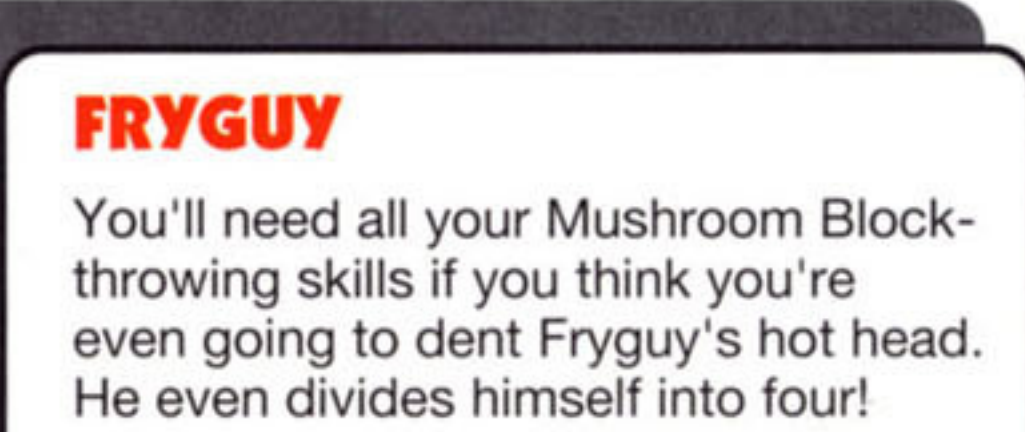 FRYGUY
You'll need all your Mushroom Block-
throwing skills if you think you're
even going to dent Fryguy's hot head.
He even divides himself into four!